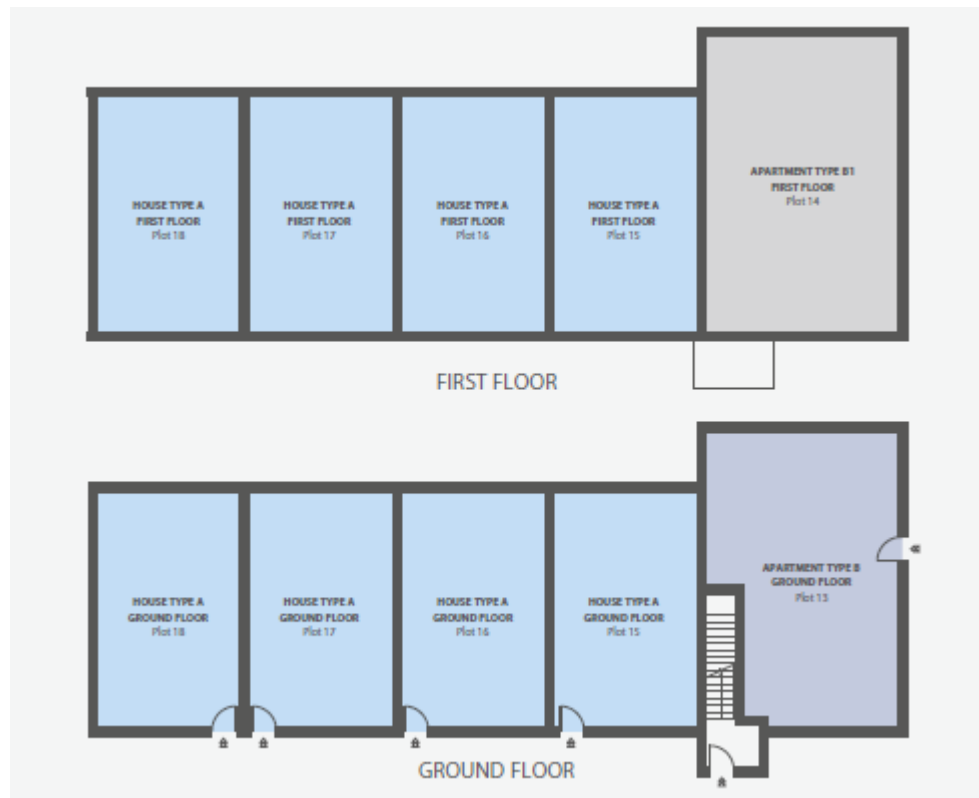 APARTMENT TYPE B1
FIRST FLOOR
Plot 14
HOUSE TYPE A
FIRST FLOOR
Plot 18
HOUSE TYPE A
FIRST FLOOR
Plot 17
HOUSE TYPE A
FIRST FLOOR
Plot 16
HOUSE TYPE A
FIRST FLOOR
Plot 15
FIRST FLOOR
APARTMENT TYPE B
GROUND FLOOR
Plot 13
HOUSE TYPE A
GROUND FLOOR
Plot 18
HOUSE TYPE A
GROUND FLOOR
Plot 17
HOUSE TYPE A
GROUND FLOOR
Plot 16
HOUSE TYPE A
GROUND FLOOR
Plot 15
GROUND FLOOR